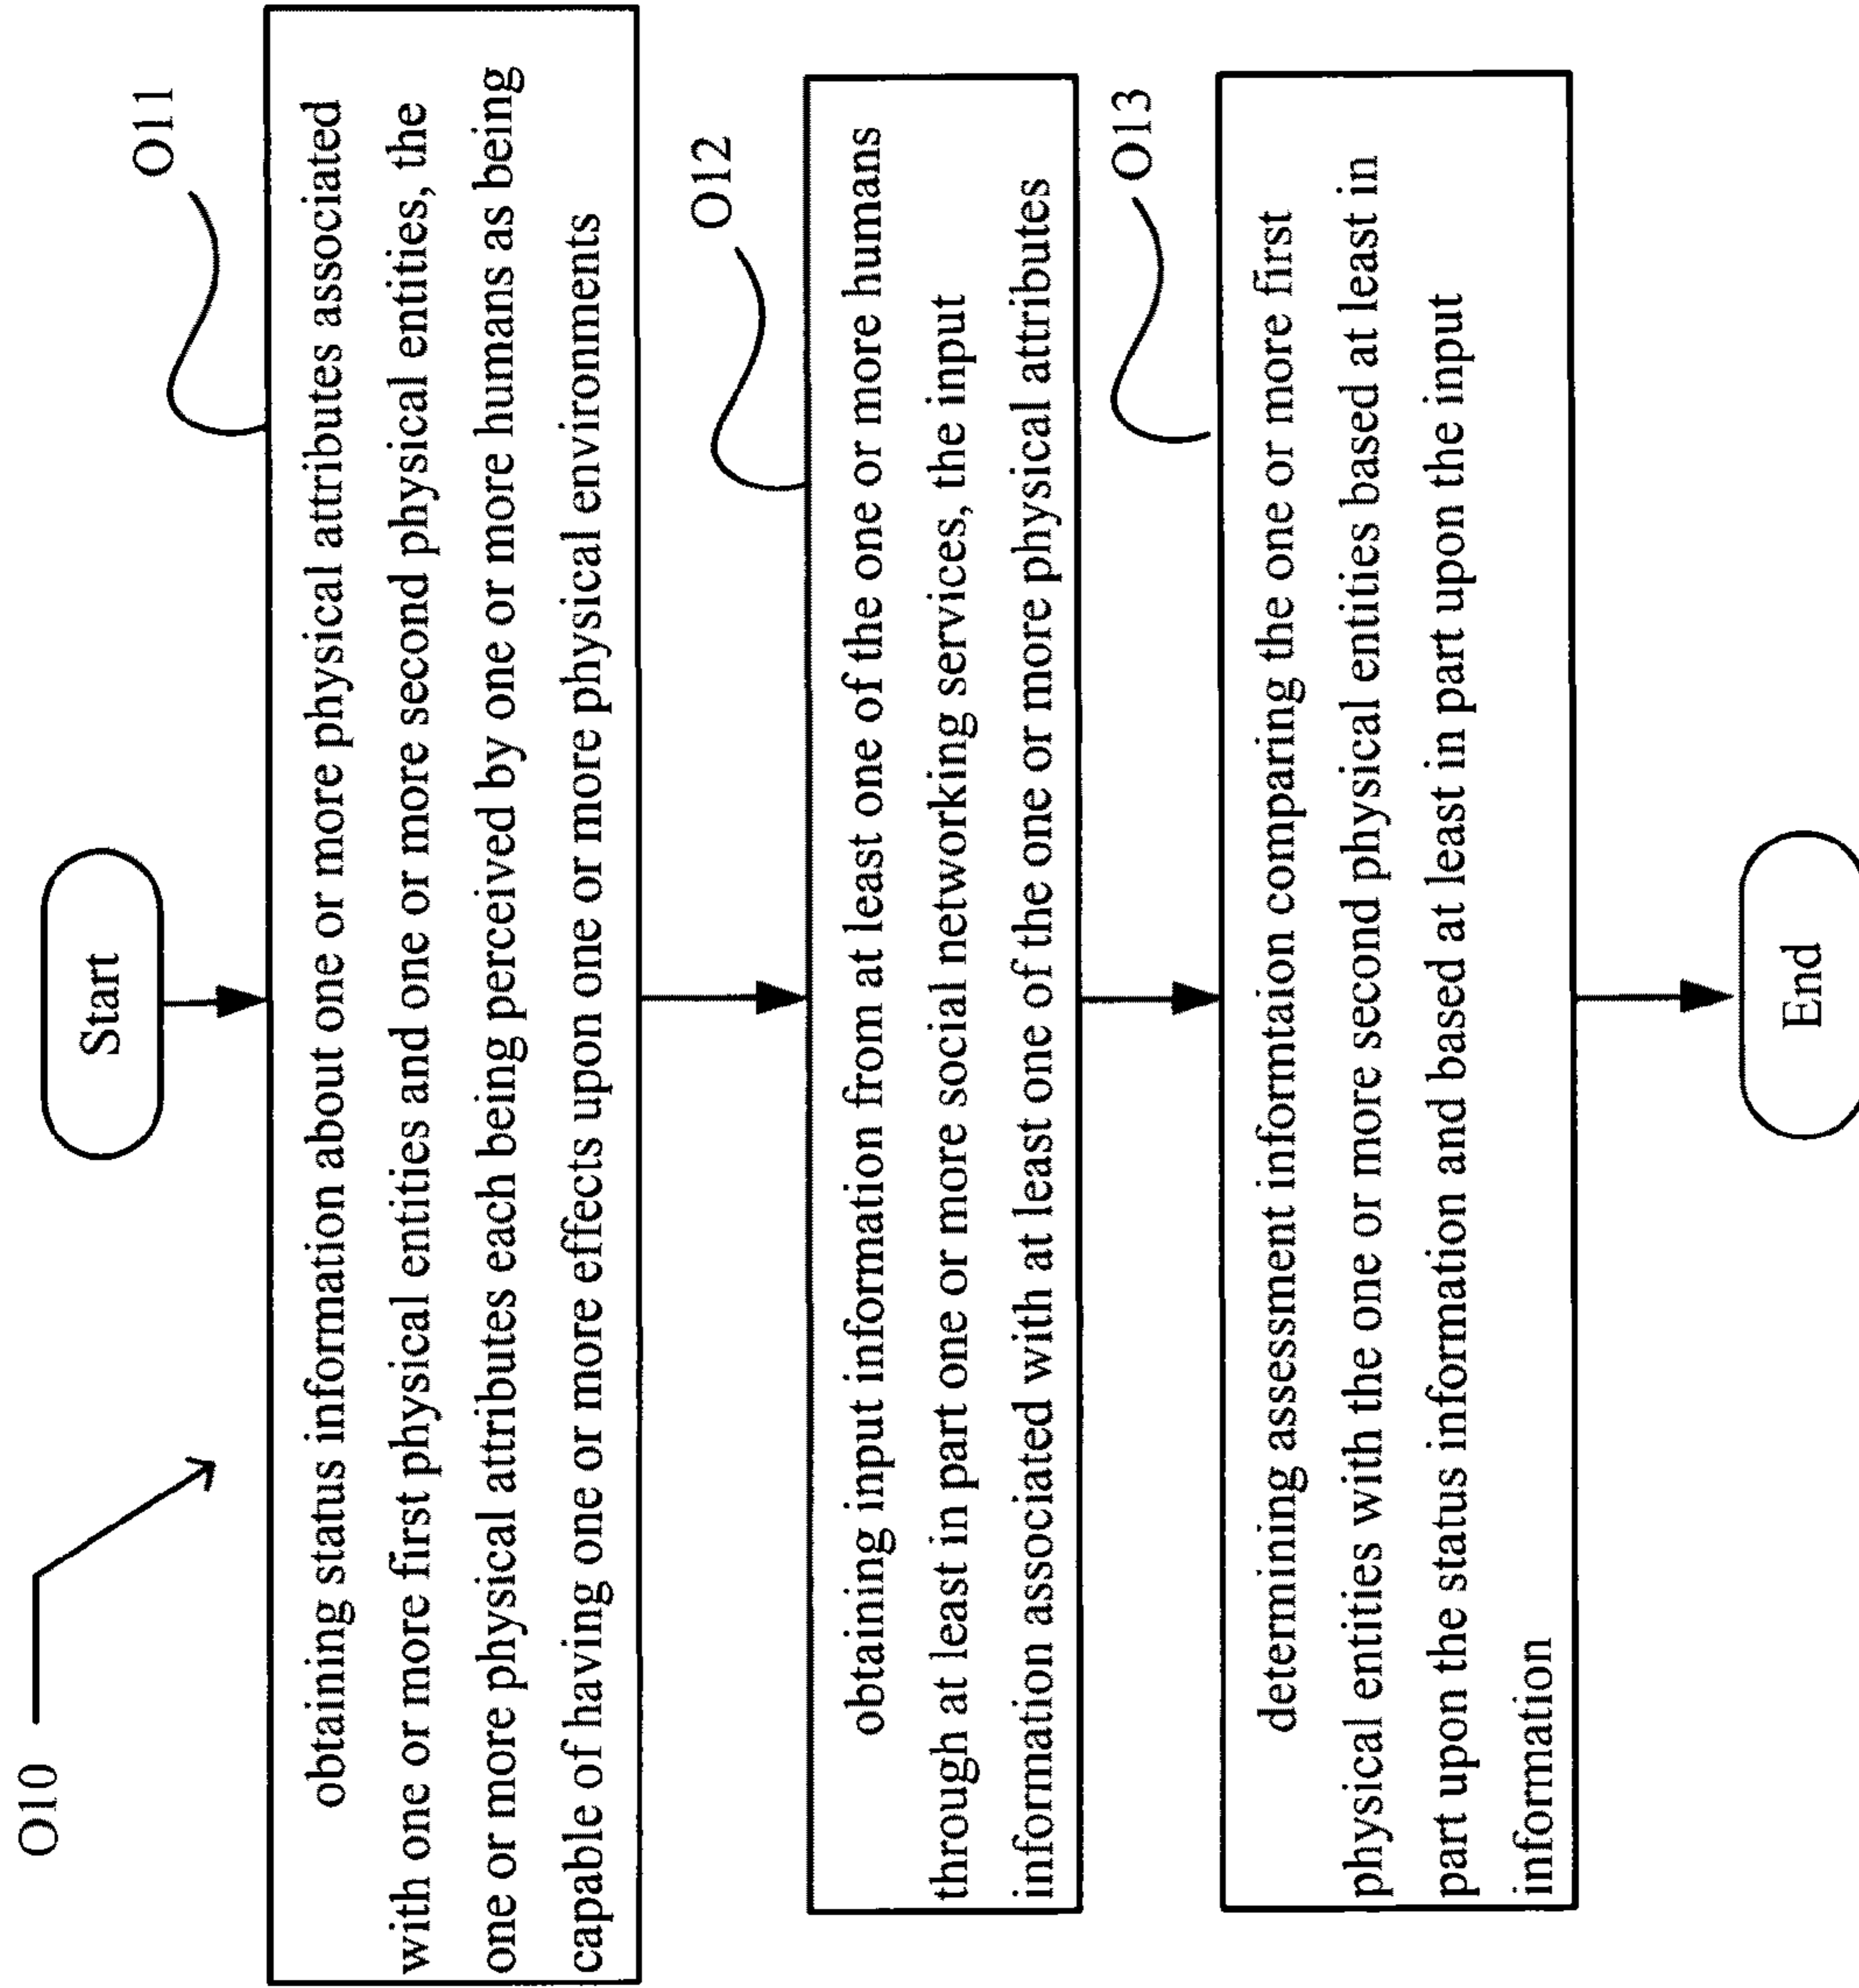 O10
Start
O11
obtaining status information about one or more physical attributes associated
with one or more first physical entities and one or more second physical entities, the
one or more physical attributes each being perceived by one or more humans as being
capable of having one or more effects upon one or more physical environments
O12
obtaining input information from at least one of the one or more humans
through at least in part one or more social networking services, the input
information associated with at least one of the one or more physical attributes
O13
determining assessment informtaion comparing the one or more first
physical entities with the one or more second physical entities based at least in
part upon the status information and based at least in part upon the input
information
End